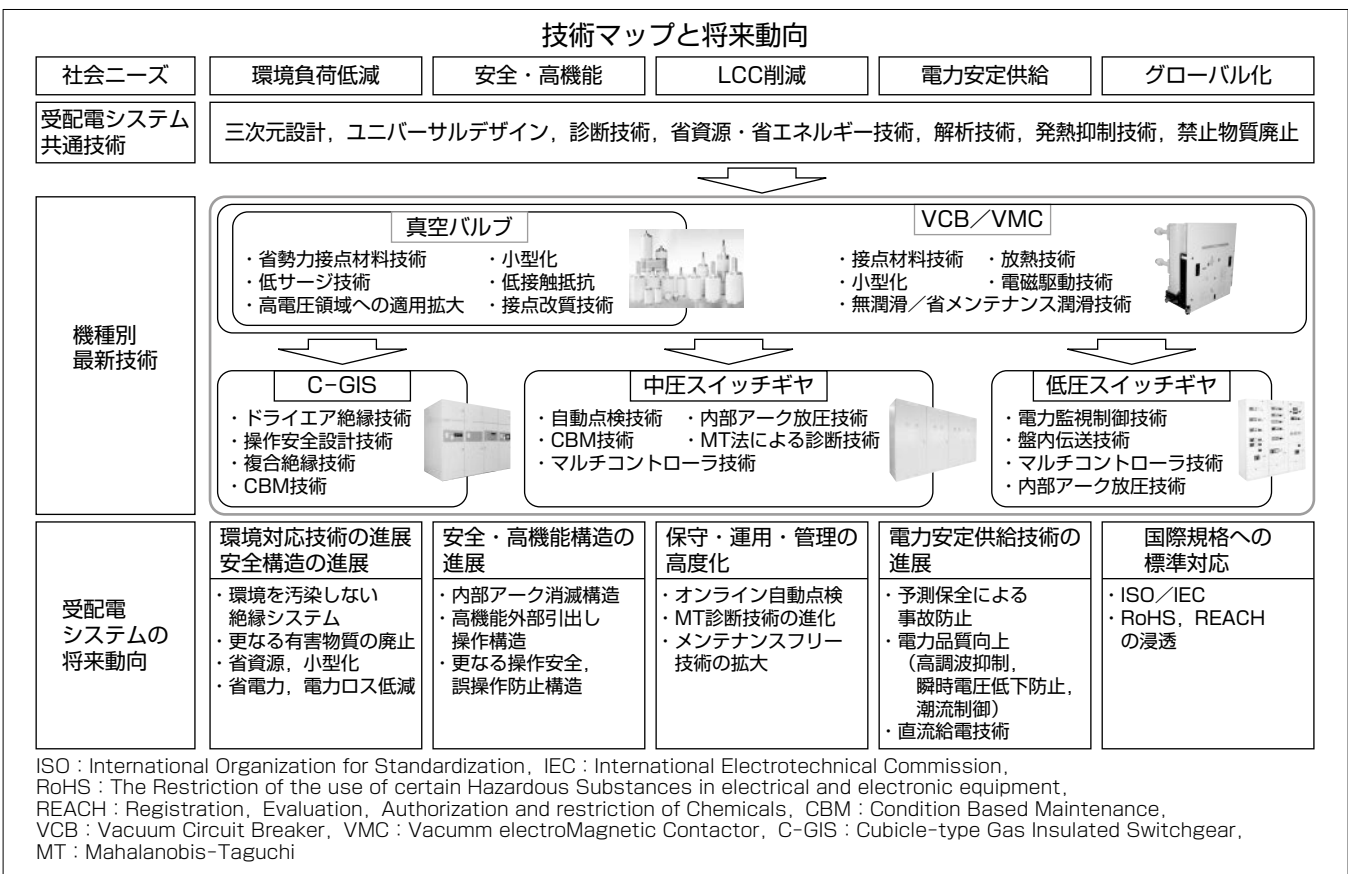 技術マップと将来動向
社会ニーズ
環境負荷低減
安全・高機能
LCC削減
電力安定供給
グローバル化
受配電システム
共通技術
三次元設計，ユニバーサルデザイン，診断技術，省資源・省エネルギー技術，解析技術，発熱抑制技術，禁止物質廃止
機種別
最新技術
真空バルブ
・省勢力接点材料技術
・低サージ技術
・高電圧領域への適用拡大
・小型化
・低接触抵抗
・接点改質技術
VCB／VMC
・接点材料技術
・小型化
・無潤滑／省メンテナンス潤滑技術
・放熱技術
・電磁駆動技術
C-GIS
・ドライエア絶縁技術
・操作安全設計技術
・複合絶縁技術
・CBM技術
中圧スイッチギヤ
・自動点検技術
・CBM技術
・マルチコントローラ技術
・内部アーク放圧技術
・MT法による診断技術
低圧スイッチギヤ
・電力監視制御技術
・盤内伝送技術
・マルチコントローラ技術
・内部アーク放圧技術
受配電
システムの
将来動向
環境対応技術の進展
安全構造の進展
・環境を汚染しない
絶縁システム
・更なる有害物質の廃止
・省資源，小型化
・省電力，電力ロス低減
安全・高機能構造の
進展
・内部アーク消滅構造
・高機能外部引出し
操作構造
・更なる操作安全，
誤操作防止構造
保守・運用・管理の
高度化
・オンライン自動点検
・MT診断技術の進化
・メンテナンスフリー
技術の拡大
電力安定供給技術の
進展
・予測保全による
事故防止
・電力品質向上
（高調波抑制，
瞬時電圧低下防止，
潮流制御）
・直流給電技術
国際規格への
標準対応
・ISO／IEC
・RoHS，REACH
の浸透
ISO：International Organization for Standardization，IEC：International Electrotechnical Commission，
RoHS：The Restriction of the use of certain Hazardous Substances in electrical and electronic equipment，
REACH：Registration，Evaluation，Authorization and restriction of Chemicals，CBM：Condition Based Maintenance，
VCB：Vacuum Circuit Breaker，VMC：Vacumm electroMagnetic Contactor，C-GIS：Cubicle-type Gas Insulated Switchgear，
MT：Mahalanobis-Taguchi